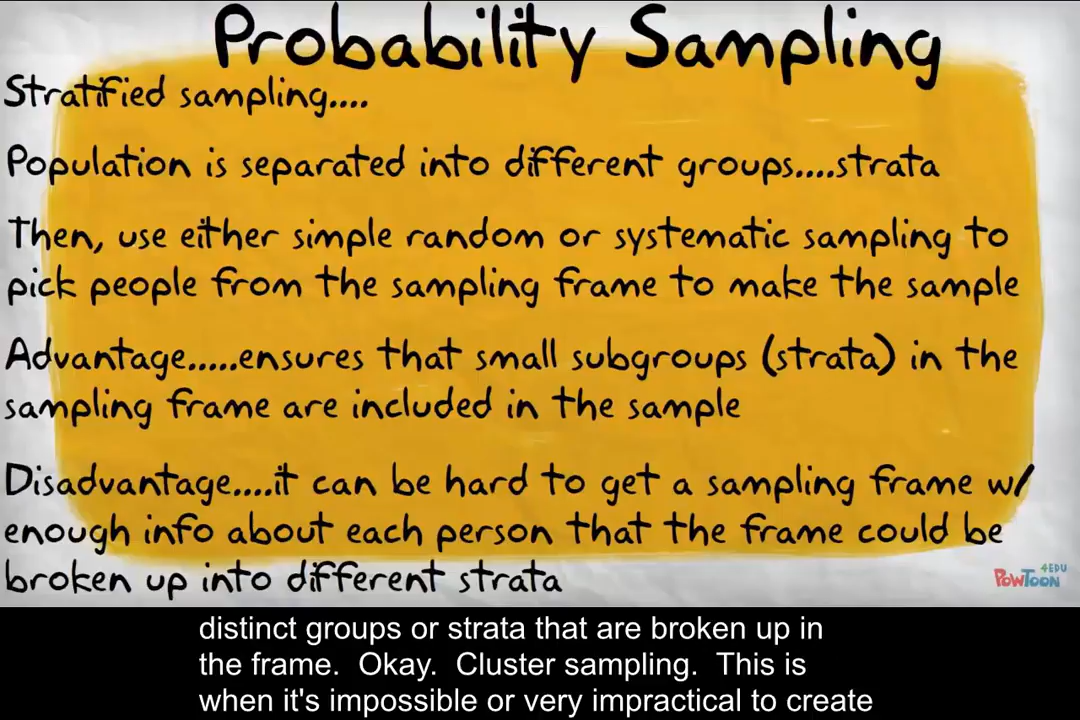 Probability Sampling
Stratified sampling....
Population is separated into different groups....strata
Then, use either simple random or systematic sampling to
pick people from the sampling frame to make the sample
Advantage.....ensures that small subgroups (strata) in the
sampling frame are included in the sample
Disadvantage....it can be hard to get a sampling frame w/
enough info about each person that the frame could be
broken up into different strata
4EDU
POWTOON
distinct groups or strata that are broken up in
the frame.  Okay.  Cluster sampling.  This is
when it's impossible or very impractical to create